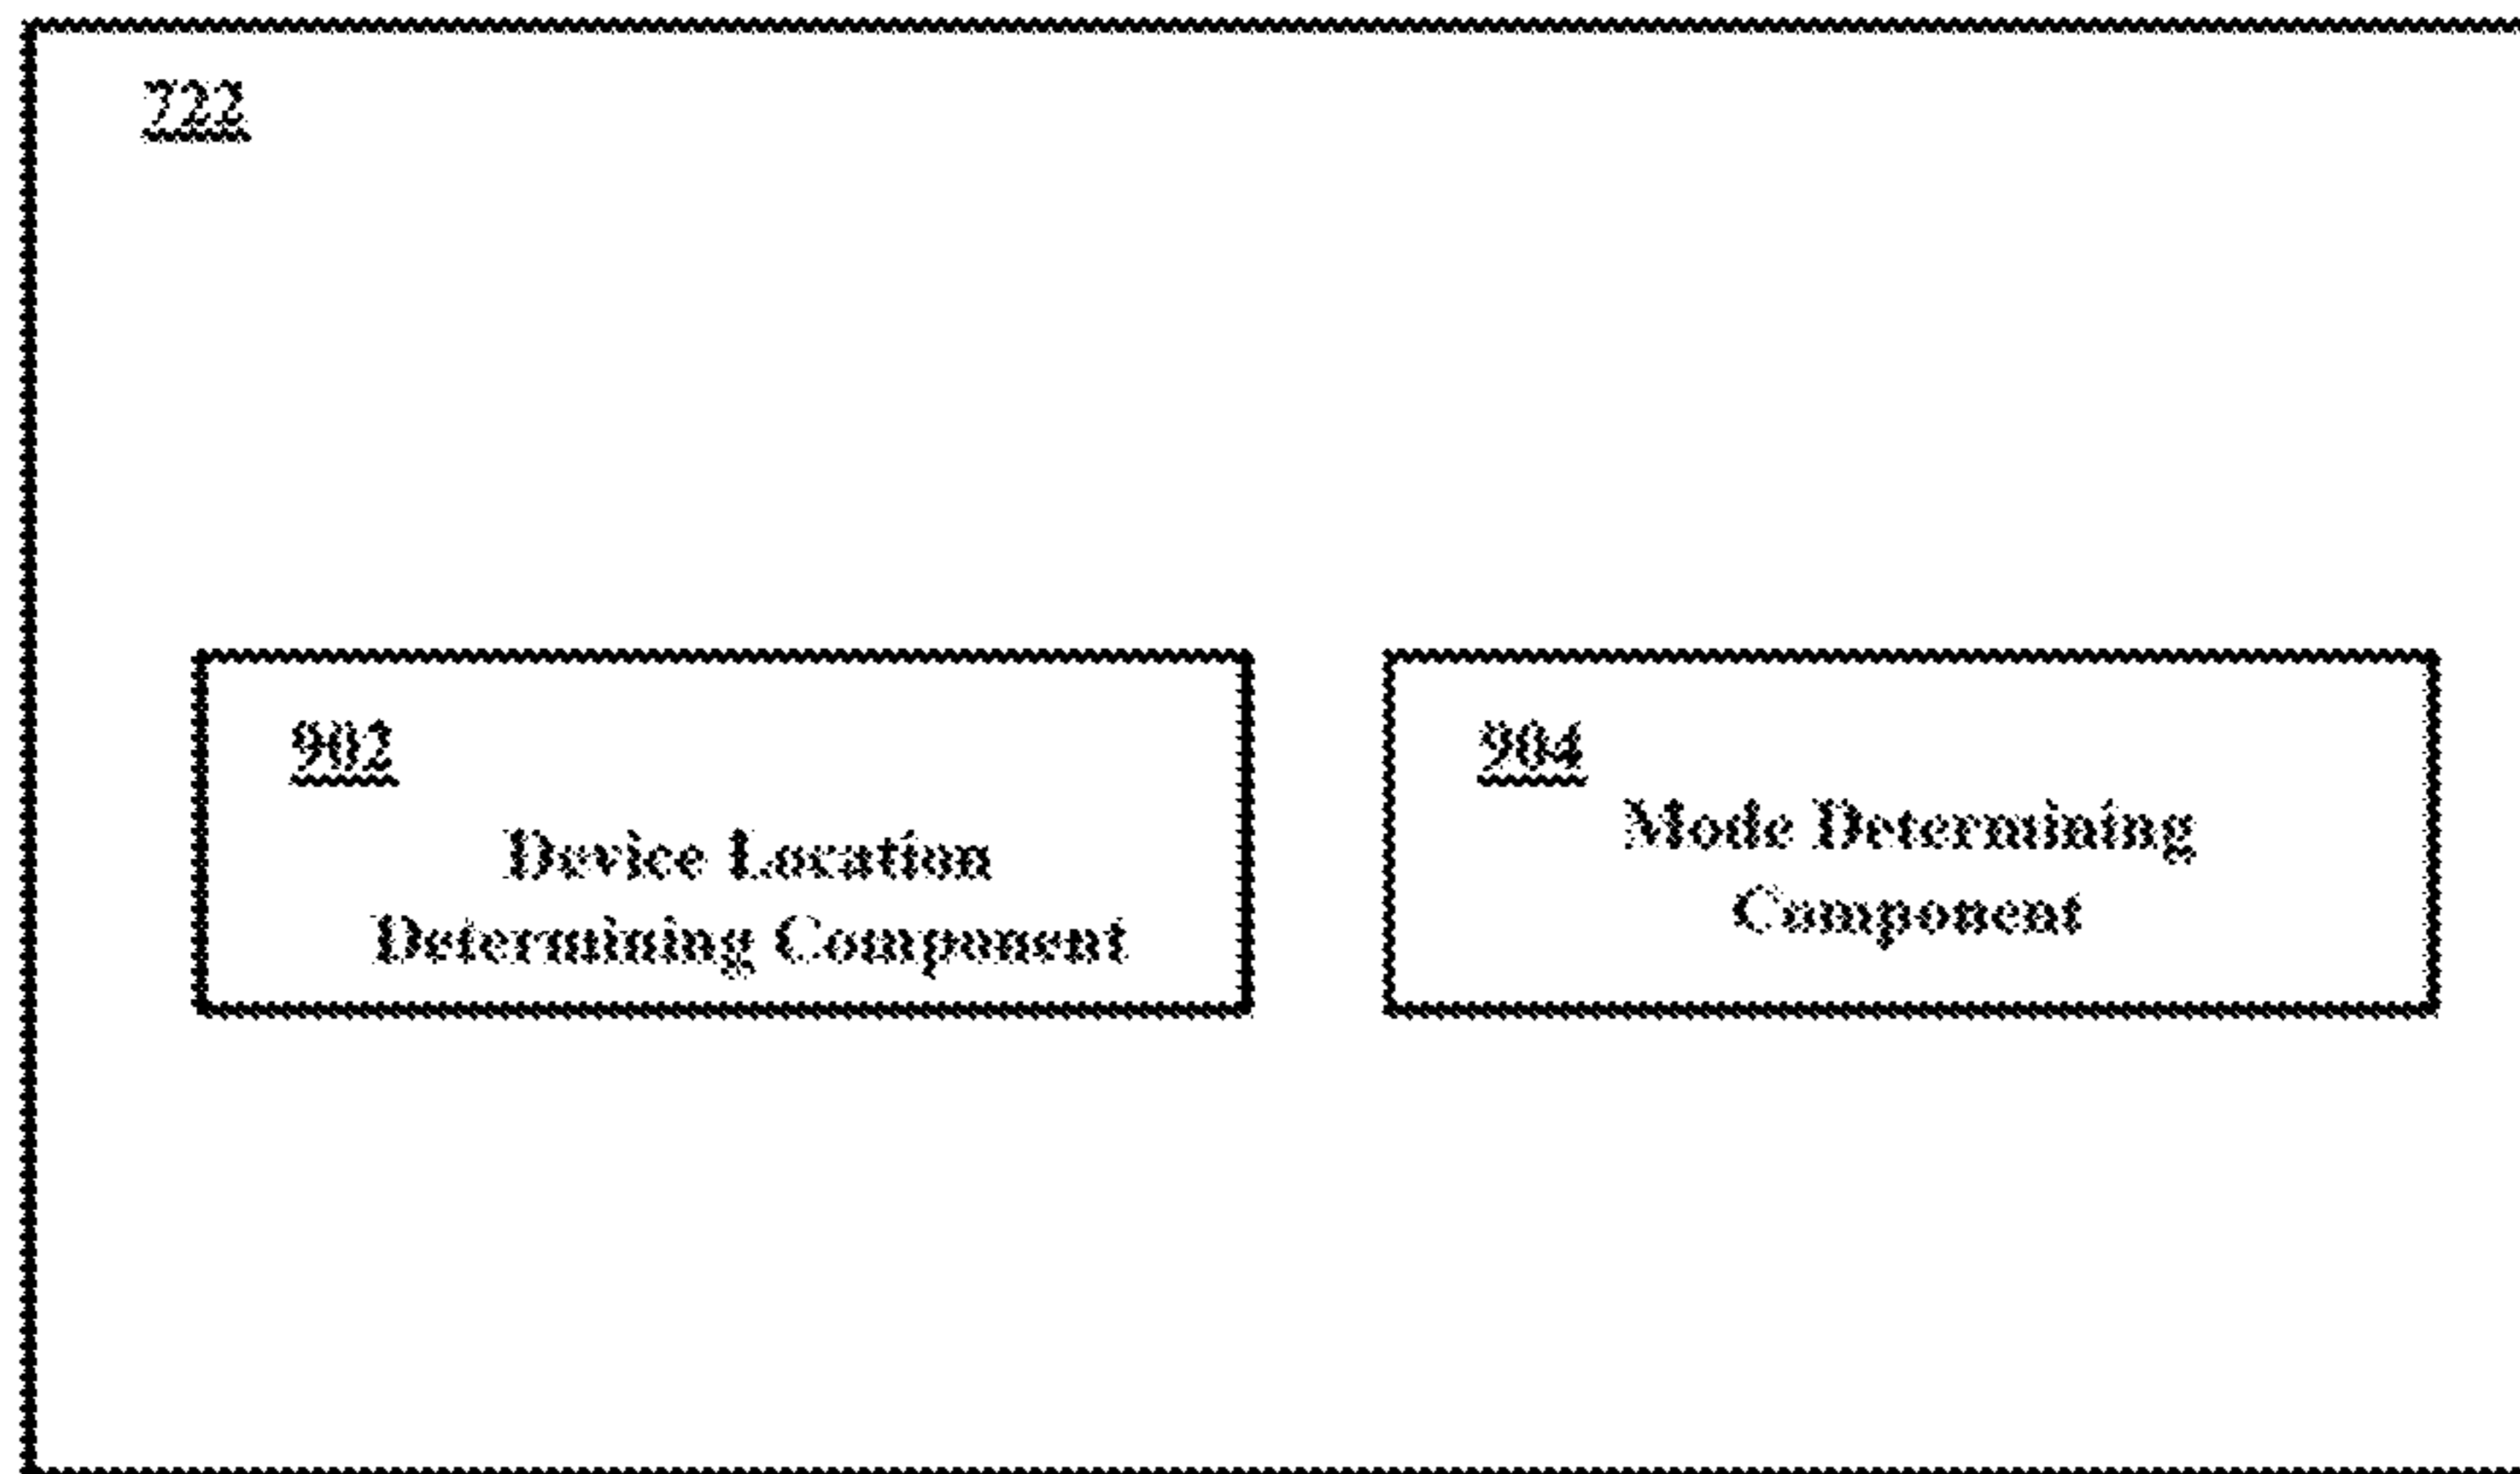 722
902
Device Location
Determining Component
904
Mode Determining
Component